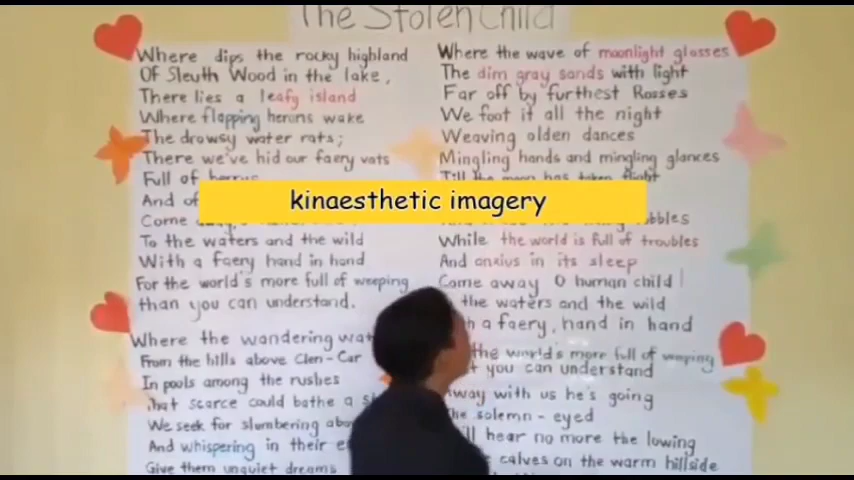 The Stolen Child
Where dips the rocky highland
Of Sleuth Wood in the lake,
There lies a leafy island
Where flapping herons wake
The drowsy water rats;
There we've hid our faery vats
Full of
And of
Come
To the waters and the wild
With a faery hand in hand
For the world's more full of weeping
than you can understand.
Where the wandering
From the hills above Glen-Car
In pools among the rushes
That scarce could bathe a
We seek for slumbering
And whispering in their
Give them unquiet dreams
Where the wave of moonlight glosses
The dim gray sands with light
Far off by furthest Rosses
We foot it all the night
Weaving olden dances
Mingling hands and mingling glances
Till the moon has taken flight
While the world is full of troubles
And anxius in its sleep
Come away O human child
the waters and the wild
a faery, hand in hand
the world's more full of weeping
you can understand
Away with us he's going
The solemn-eyed
hear no more the lowing
calves on the warm hillside
kinaesthetic imagery